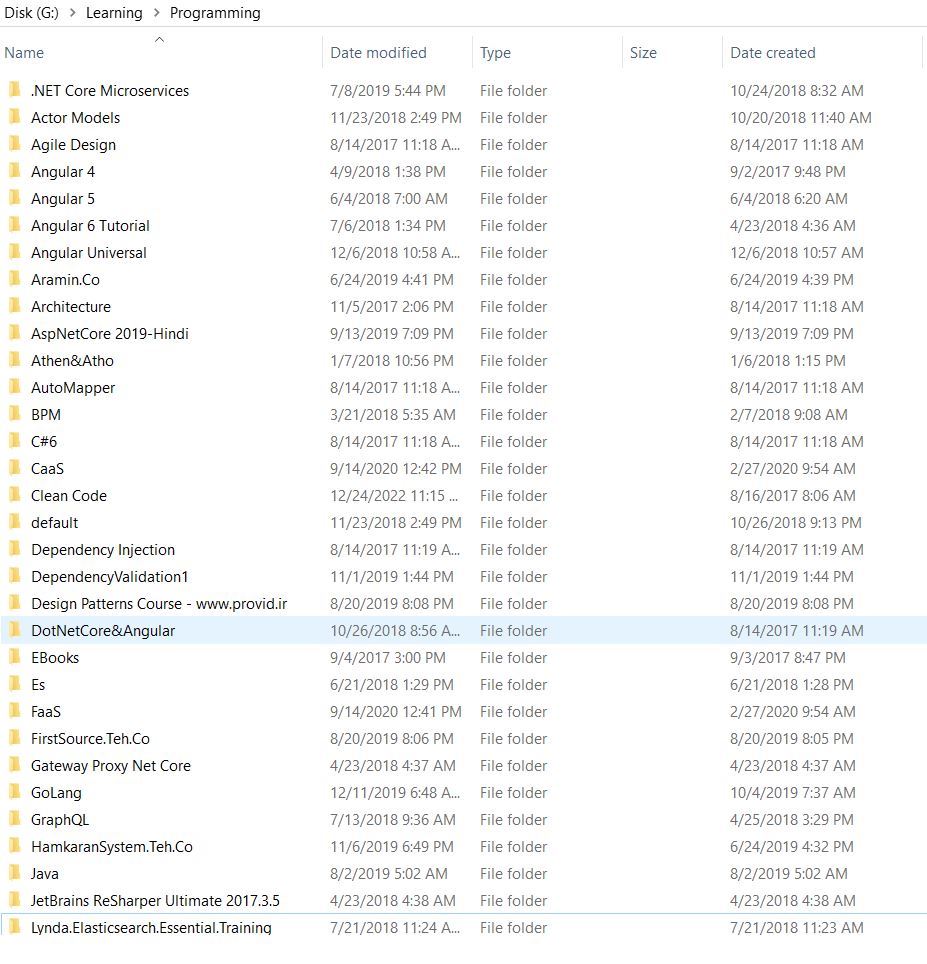 Disk (G:) > Learning > Programming
Name Date modified Type Size Date created
.NET Core Microservices 7/8/2019 5:44 PM File folder 10/24/2018 8:32 AM
Actor Models 11/23/2018 2:49 PM File folder 10/20/2018 11:40 AM
Agile Design 8/14/2017 11:18 A... File folder 8/14/2017 11:18 AM
Angular 4 4/9/2018 1:38 PM File folder 9/2/2017 9:48 PM
Angular 5 6/4/2018 7:00 AM File folder 6/4/2018 6:20 AM
Angular 6 Tutorial 7/6/2018 1:34 PM File folder 4/23/2018 4:36 AM
Angular Universal 12/6/2018 10:58 A... File folder 12/6/2018 10:57 AM
Aramin.Co 6/24/2019 4:41 PM File folder 6/24/2019 4:39 PM
Architecture 11/5/2017 2:06 PM File folder 8/14/2017 11:18 AM
AspNetCore 2019-Hindi 9/13/2019 7:09 PM File folder 9/13/2019 7:09 PM
Athen&Atho 1/7/2018 10:56 PM File folder 1/6/2018 1:15 PM
AutoMapper 8/14/2017 11:18 A... File folder 8/14/2017 11:18 AM
BPM 3/21/2018 5:35 AM File folder 2/7/2018 9:08 AM
C#6 8/14/2017 11:18 A... File folder 8/14/2017 11:18 AM
CaaS 9/14/2020 12:42 PM File folder 2/27/2020 9:54 AM
Clean Code 12/24/2022 11:15 ... File folder 8/16/2017 8:06 AM
default 11/23/2018 2:49 PM File folder 10/26/2018 9:13 PM
Dependency Injection 8/14/2017 11:19 A... File folder 8/14/2017 11:19 AM
DependencyValidation1 11/1/2019 1:44 PM File folder 11/1/2019 1:44 PM
Design Patterns Course - www.provid.ir 8/20/2019 8:08 PM File folder 8/20/2019 8:08 PM
DotNetCore&Angular 10/26/2018 8:56 A... File folder 8/14/2017 11:19 AM
EBooks 9/4/2017 3:00 PM File folder 9/3/2017 8:47 PM
Es 6/21/2018 1:29 PM File folder 6/21/2018 1:28 PM
FaaS 9/14/2020 12:41 PM File folder 2/27/2020 9:54 AM
FirstSource.Teh.Co 8/20/2019 8:06 PM File folder 8/20/2019 8:05 PM
Gateway Proxy Net Core 4/23/2018 4:37 AM File folder 4/23/2018 4:37 AM
GoLang 12/11/2019 6:48 A... File folder 10/4/2019 7:37 AM
GraphQL 7/13/2018 9:36 AM File folder 4/25/2018 3:29 PM
HamkaranSystem.Teh.Co 11/6/2019 6:49 PM File folder 6/24/2019 4:32 PM
Java 8/2/2019 5:02 AM File folder 8/2/2019 5:02 AM
JetBrains ReSharper Ultimate 2017.3.5 4/23/2018 4:38 AM File folder 4/23/2018 4:38 AM
Lynda.Elasticsearch.Essential.Training 7/21/2018 11:24 A... File folder 7/21/2018 11:23 AM